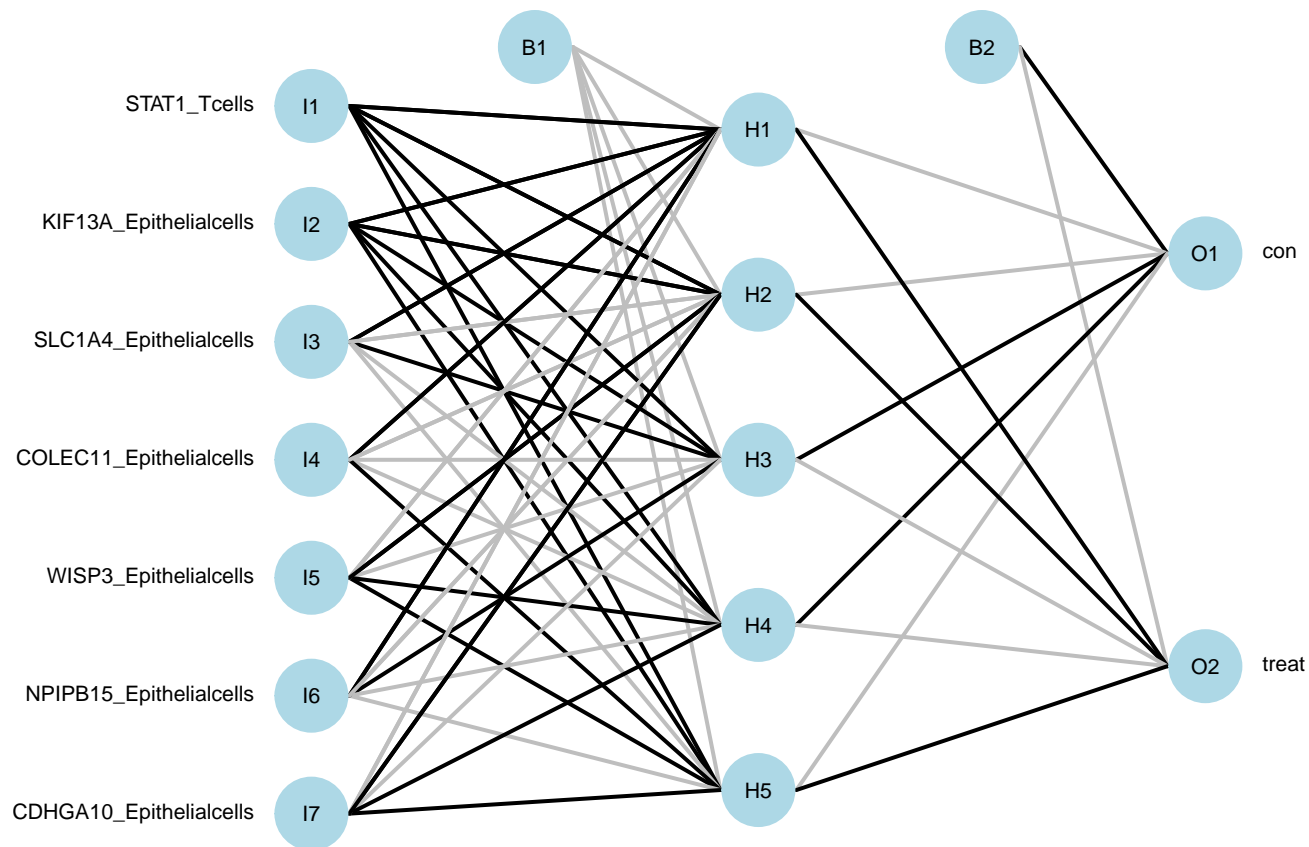 B1
B2
STAT1_Tcells
I1
H1
KIF13A_Epithelialcells
I2
O1
con
H2
SLC1A4_Epithelialcells
I3
COLEC11_Epithelialcells
I4
H3
WISP3_Epithelialcells
I5
H4
NPIPB15_Epithelialcells
I6
O2
treat
H5
CDHGA10_Epithelialcells
I7